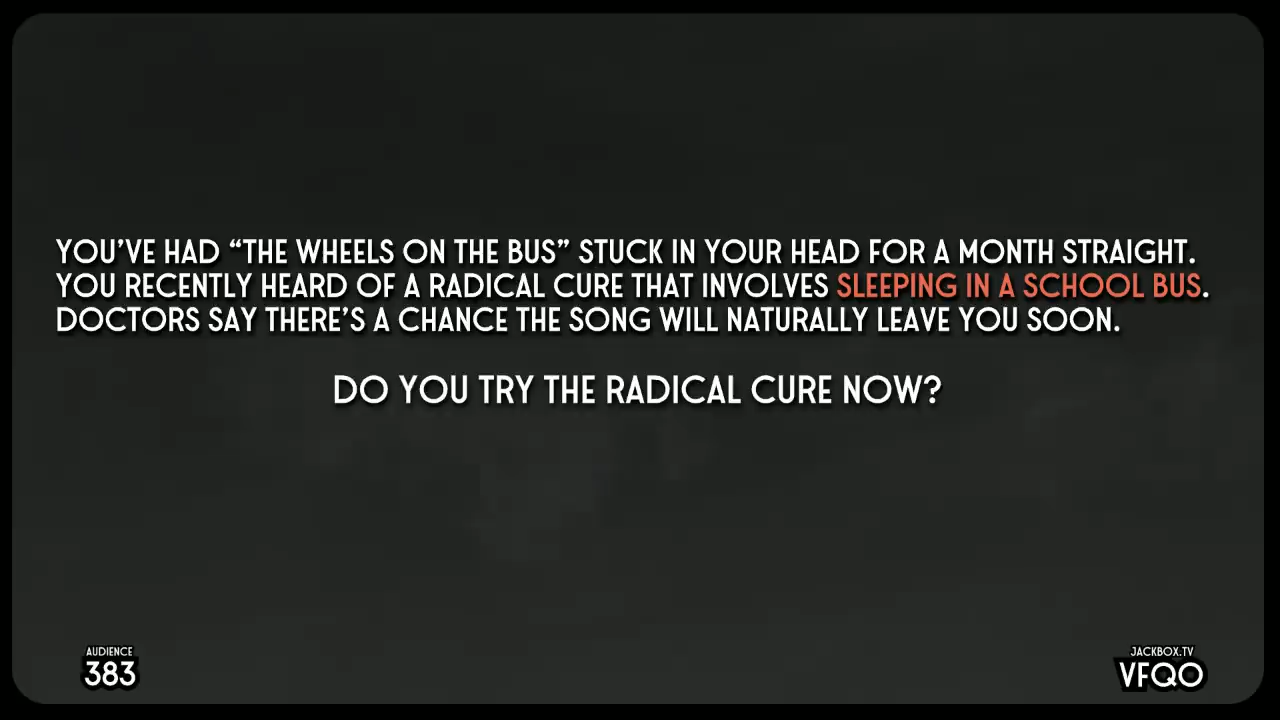 YOU'VE HAD “THE WHEELS ON THE BUS” STUCK IN YOUR HEAD FOR A MONTH STRAIGHT.
YOU RECENTLY HEARD OF A RADICAL CURE THAT INVOLVES SLEEPING IN A SCHOOL BUS.
DOCTORS SAY THERE'S A CHANCE THE SONG WILL NATURALLY LEAVE YOU SOON.
DO YOU TRY THE RADICAL CURE NOW?
AUDIENCE
383
JACKBOX.TV
VFQO